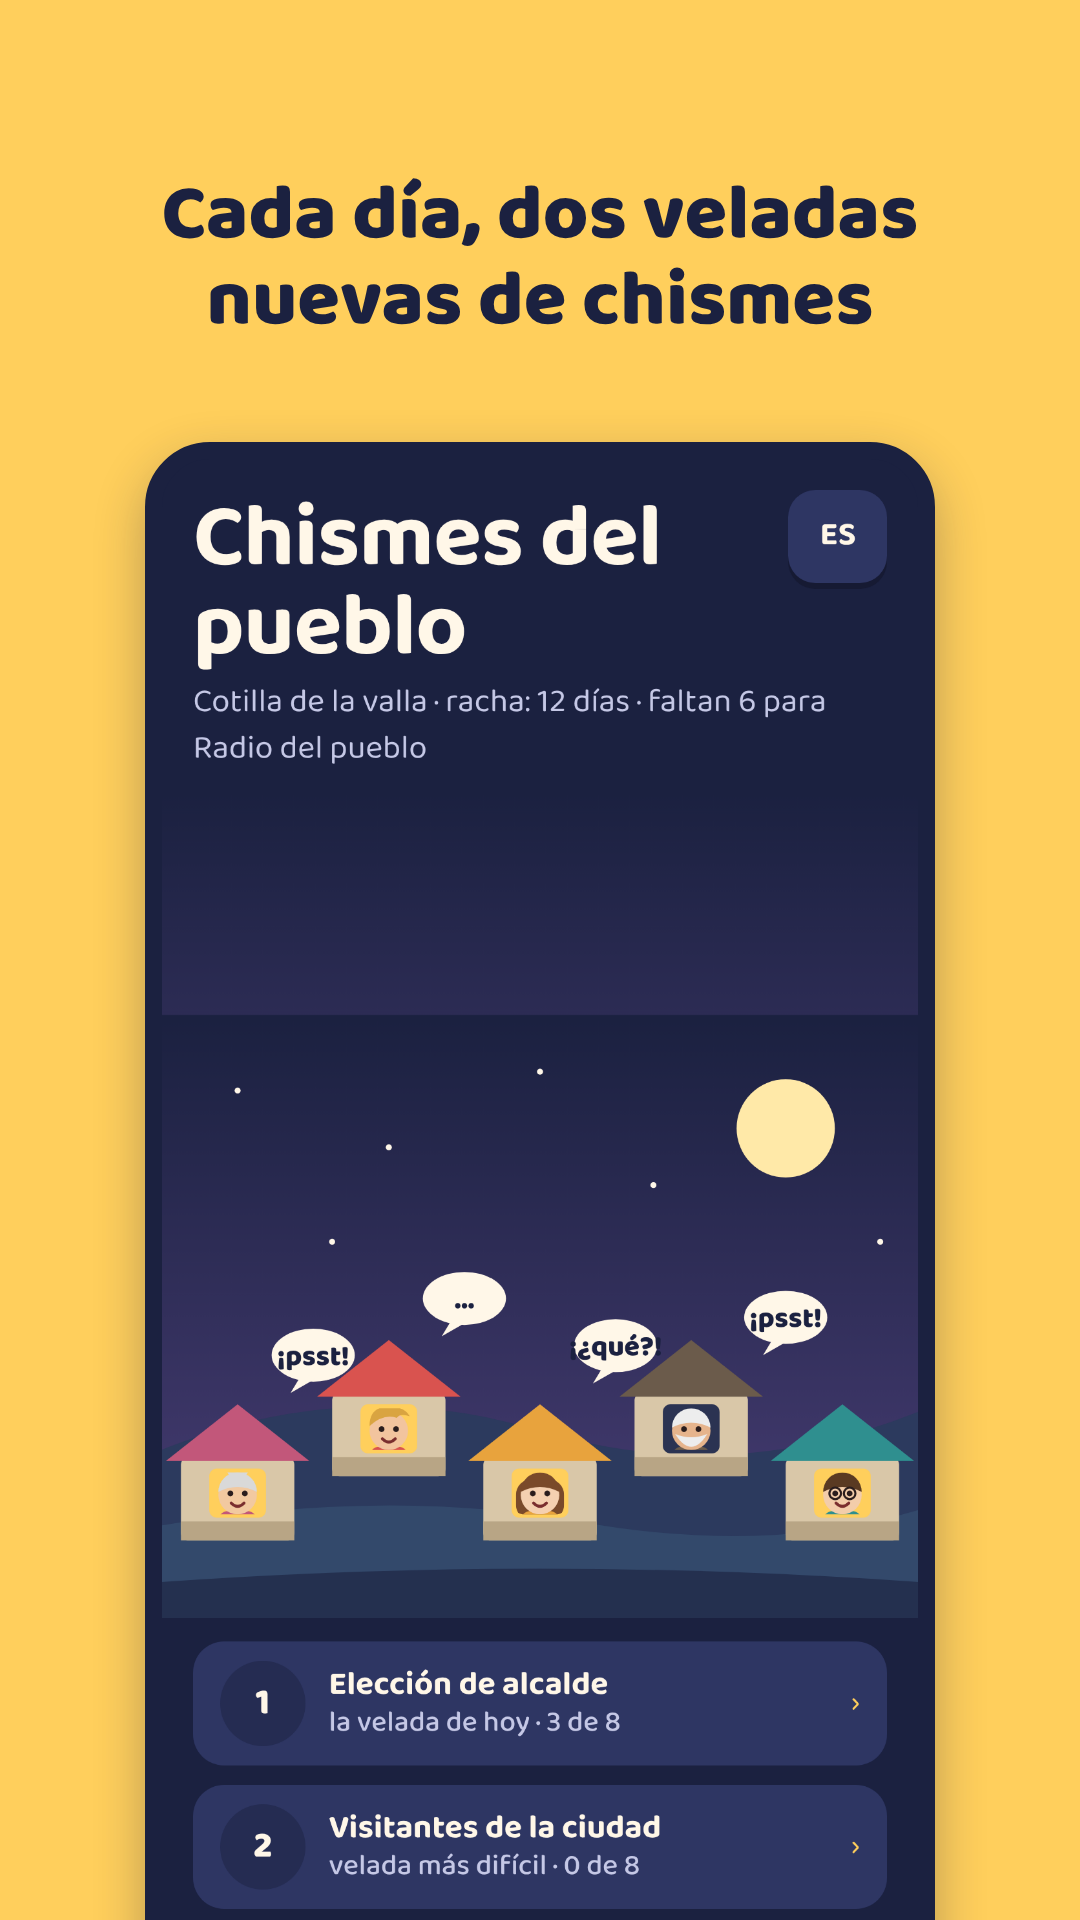 Cada día, dos veladas
nuevas de chismes
Chismes del
pueblo
ES
Cotilla de la valla · racha: 12 días · faltan 6 para
Radio del pueblo
...
¡psst!
¡¿qué?!
¡psst!
1
Elección de alcalde
la velada de hoy · 3 de 8
›
2
Visitantes de la ciudad
velada más difícil · 0 de 8
›